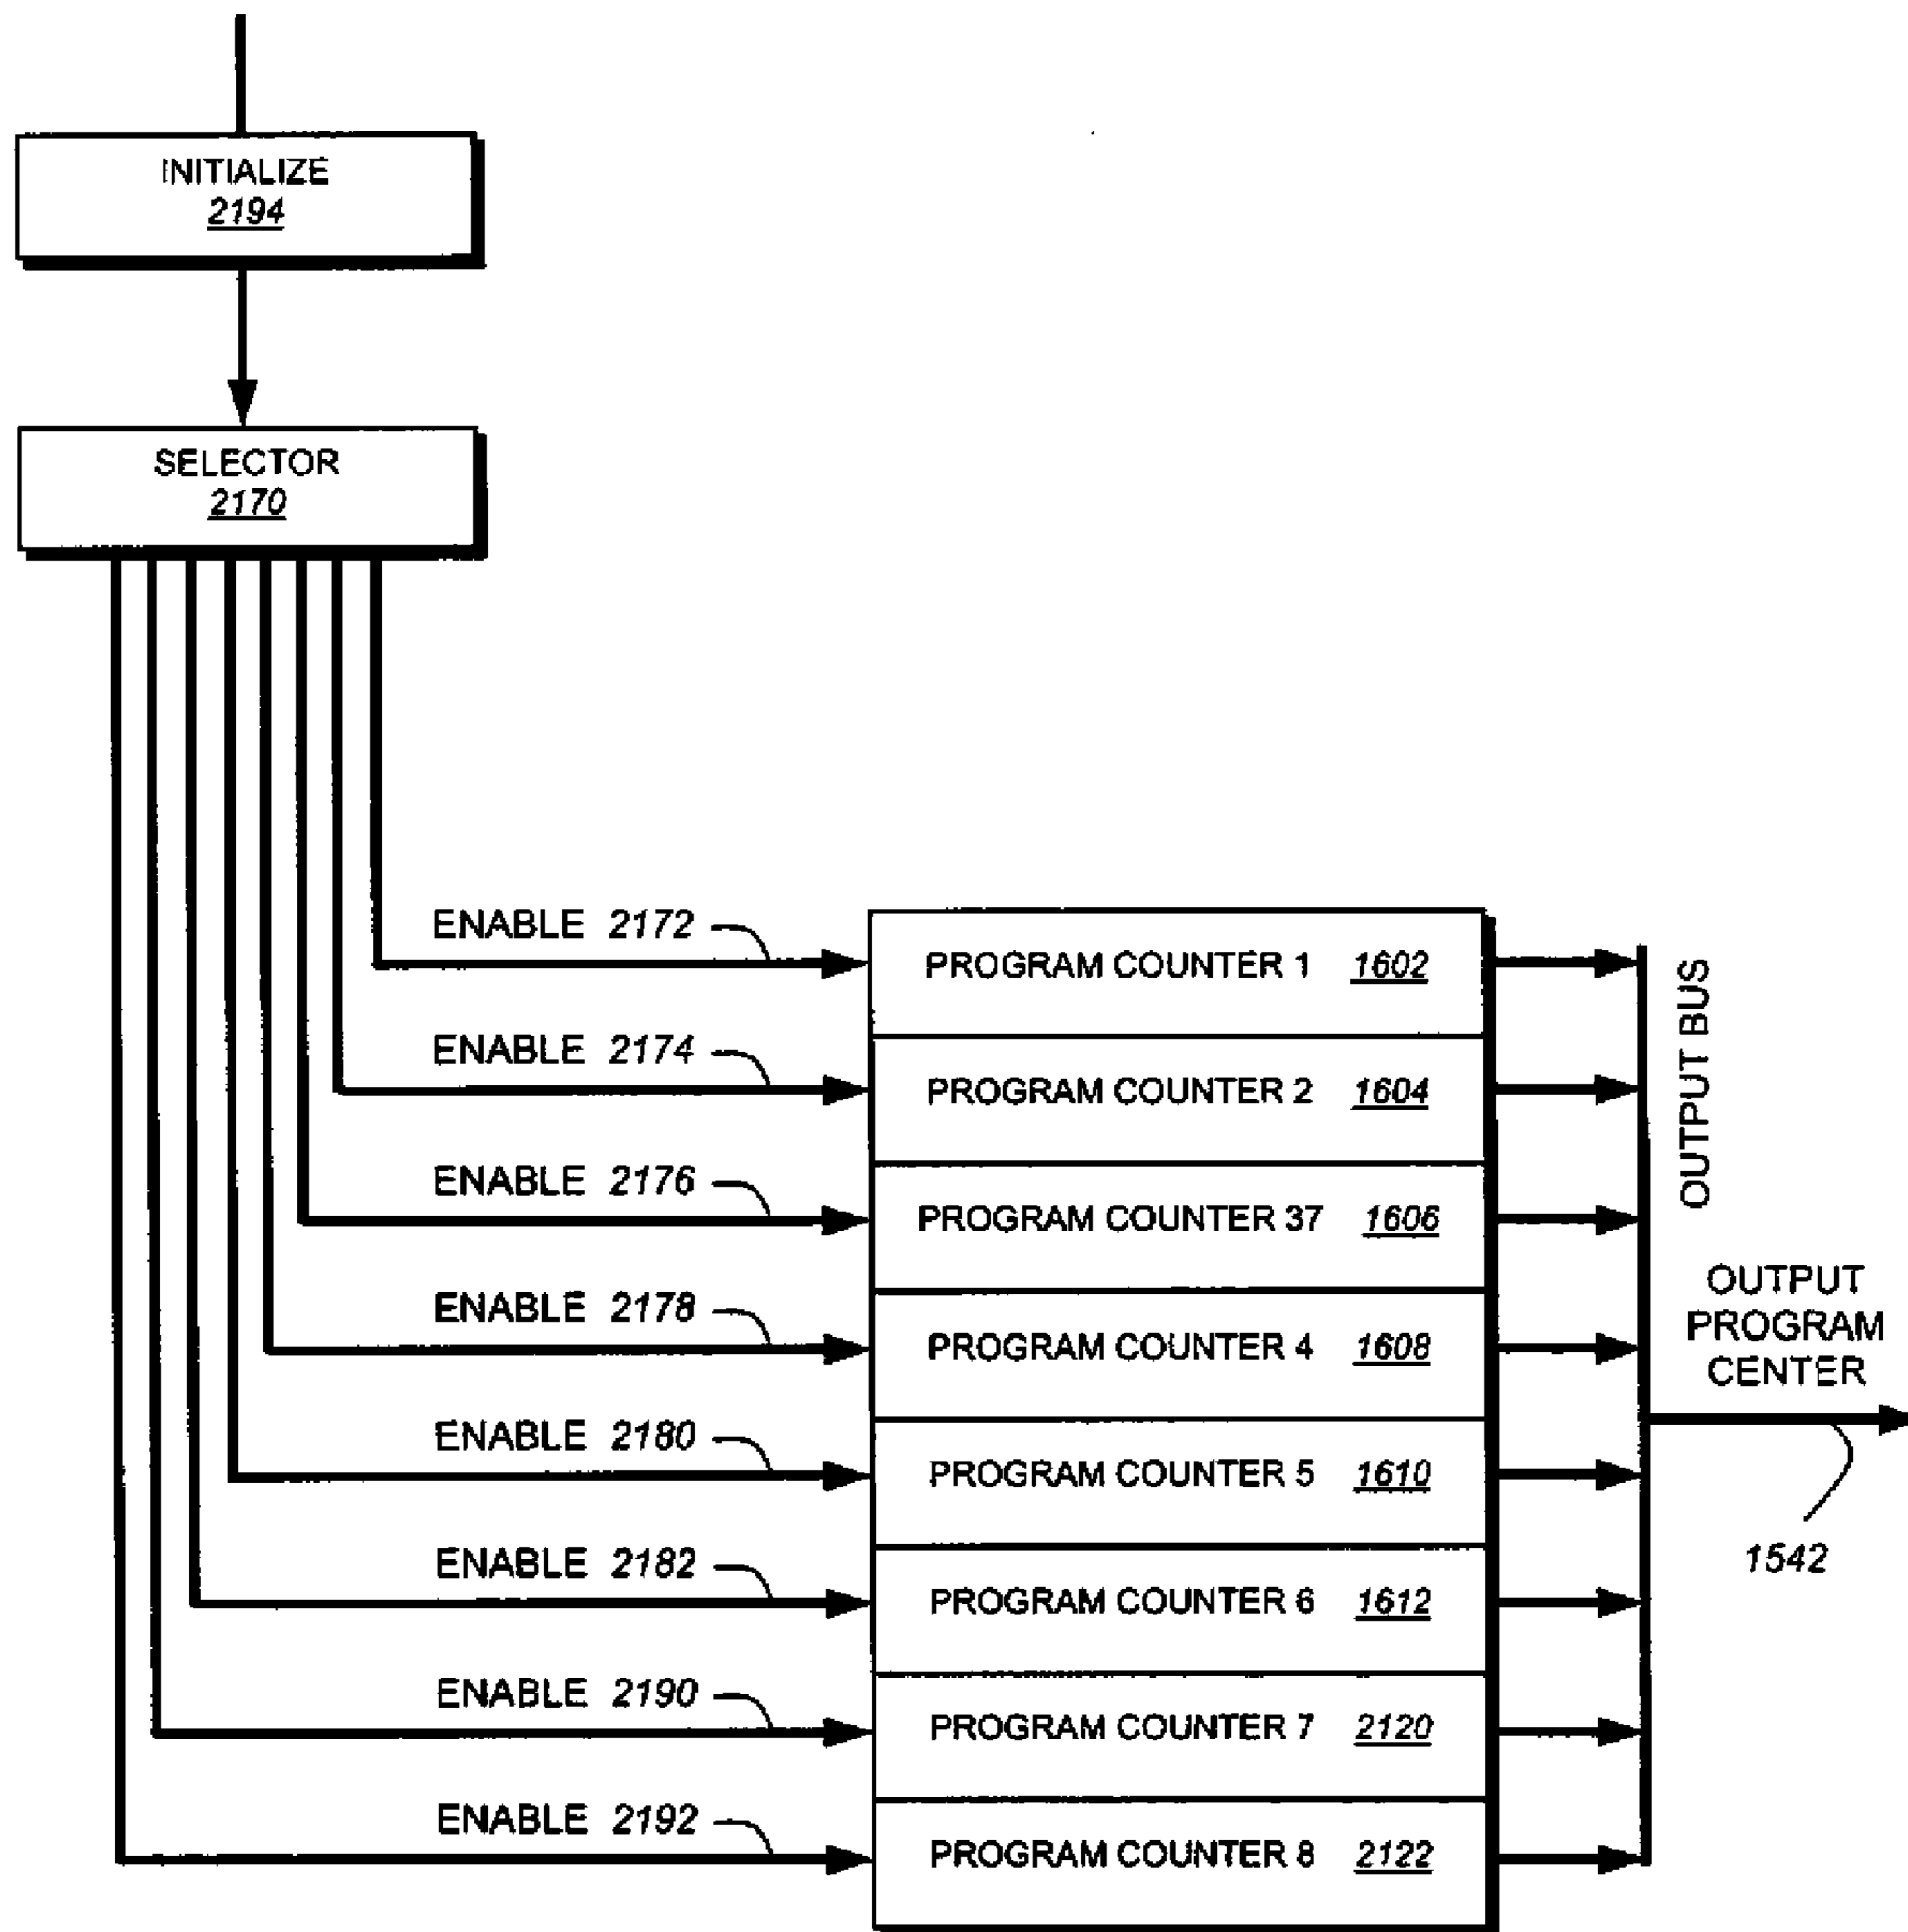 INITIALIZE
2194
SELECTOR
2170
ENABLE 2172
PROGRAM COUNTER 1 1602
ENABLE 2174
PROGRAM COUNTER 2 1604
ENABLE 2176
PROGRAM COUNTER 37 1606
ENABLE 2178
PROGRAM COUNTER 4 1608
ENABLE 2180
PROGRAM COUNTER 5 1610
ENABLE 2182
PROGRAM COUNTER 6 1612
ENABLE 2190
PROGRAM COUNTER 7 2120
ENABLE 2192
PROGRAM COUNTER 8 2122
OUTPUT BUS
OUTPUT
PROGRAM
CENTER
1542